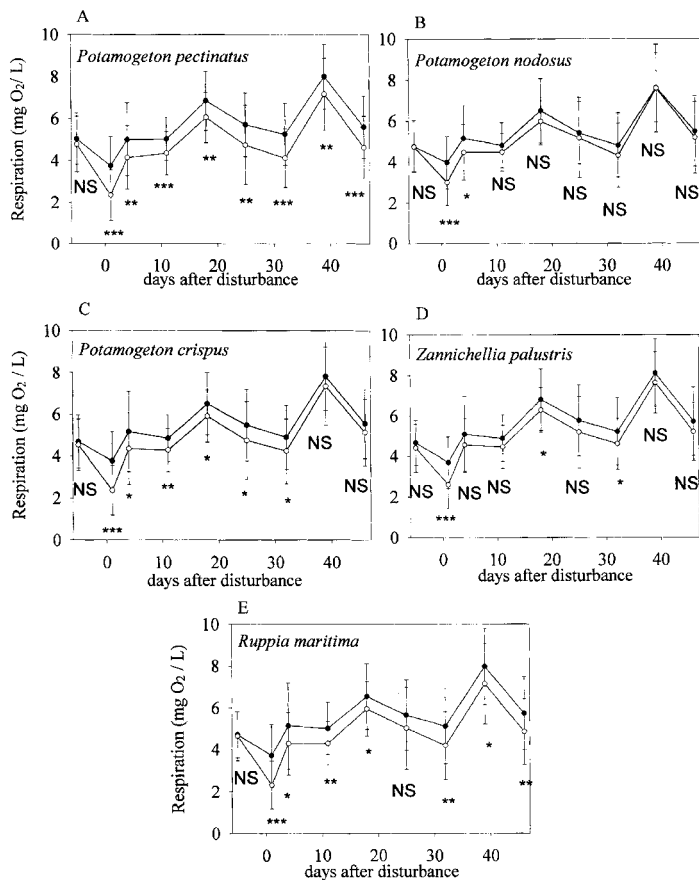 A
B
Potamogeton pectinatus
Potamogeton nodosus
Respiration (mg O2/ L)
10
8
6
4
2
0
NS
***
**
***
**
**
***
**
***
0 10 20 30 40
days after disturbance
10
8
6
4
2
0
NS
***
*
NS
NS
NS
NS
NS
NS
0 10 20 30 40
days after disturbance
C
D
Potamogeton crispus
Zannichellia palustris
Respiration (mg O2 / L)
10
8
6
4
2
0
NS
***
*
**
*
*
*
NS
NS
0 10 20 30 40
days after disturbance
10
8
6
4
2
0
NS
***
NS
NS
*
NS
*
NS
NS
0 10 20 30 40
days after disturbance
E
Ruppia maritima
Respiration (mg O2 / L)
10
8
6
4
2
0
NS
***
*
**
*
NS
**
*
**
0 10 20 30 40
days after disturbance